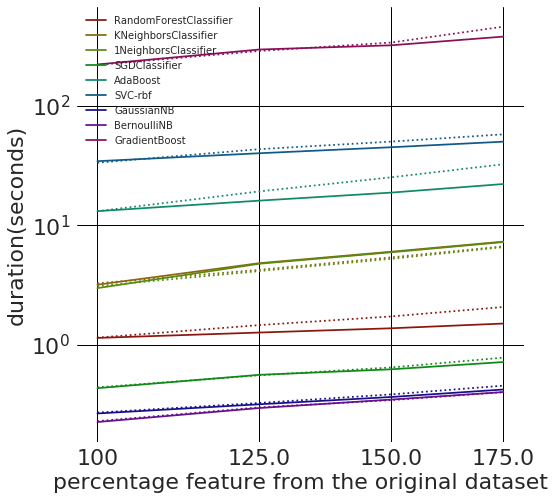 RandomForestClassifier
KNeighborsClassifier
1NeighborsClassifier
SGDClassifier
AdaBoost
SVC-rbf
GaussianNB
BernoulliNB
GradientBoost
10²
10¹
10⁰
duration(seconds)
100 125.0 150.0 175.0
percentage feature from the original dataset